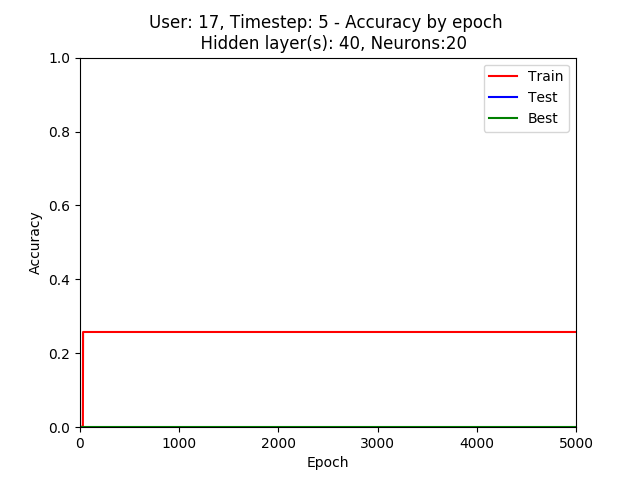 User: 17, Timestep: 5 - Accuracy by epoch
Hidden layer(s): 40, Neurons:20
Train
Test
Best
Accuracy
1.0
0.8
0.6
0.4
0.2
0.0
0 1000 2000 3000 4000 5000
Epoch